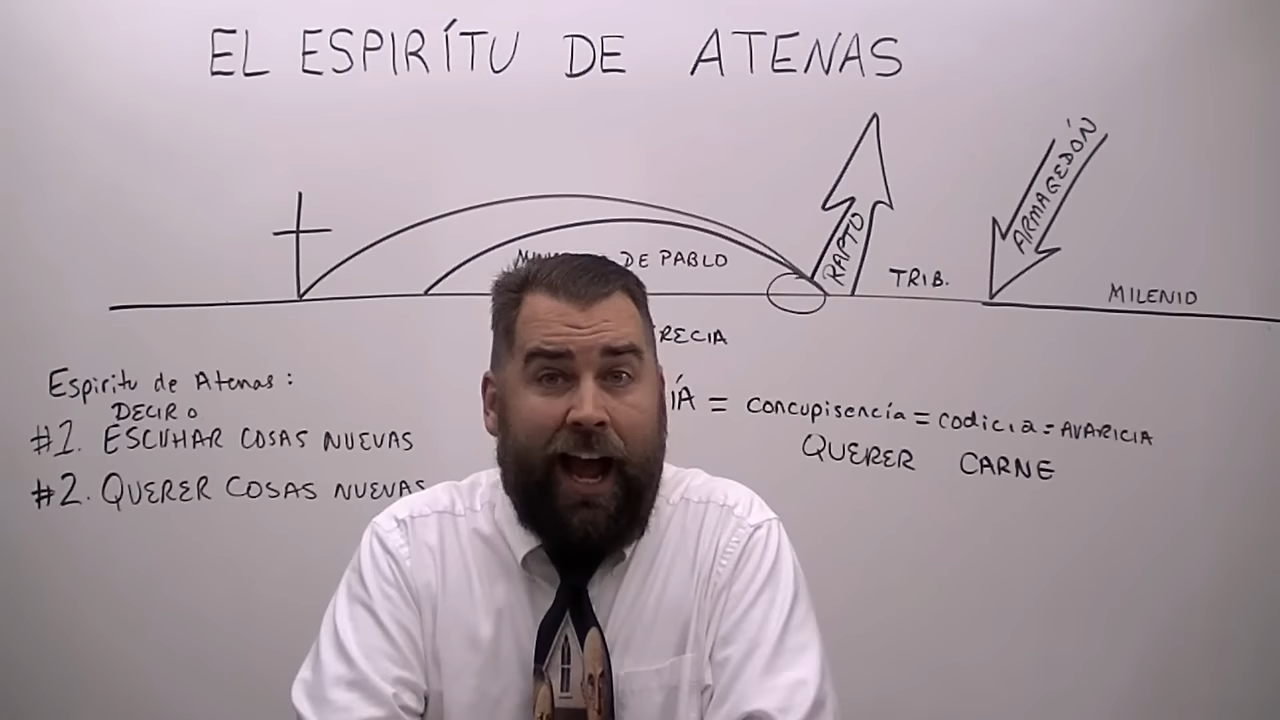 EL ESPIRÍTU DE ATENAS
ARMAGEDÓN
RAPTO
DE PABLO
TRIB.
MILENIO
Espiritu de Atenas:
DECIR O
#1. ESCUHAR COSAS NUEVAS
#2. QUERER COSAS NUEVAS
= concupisencía = codicia = AVARICIA
QUERER CARNE